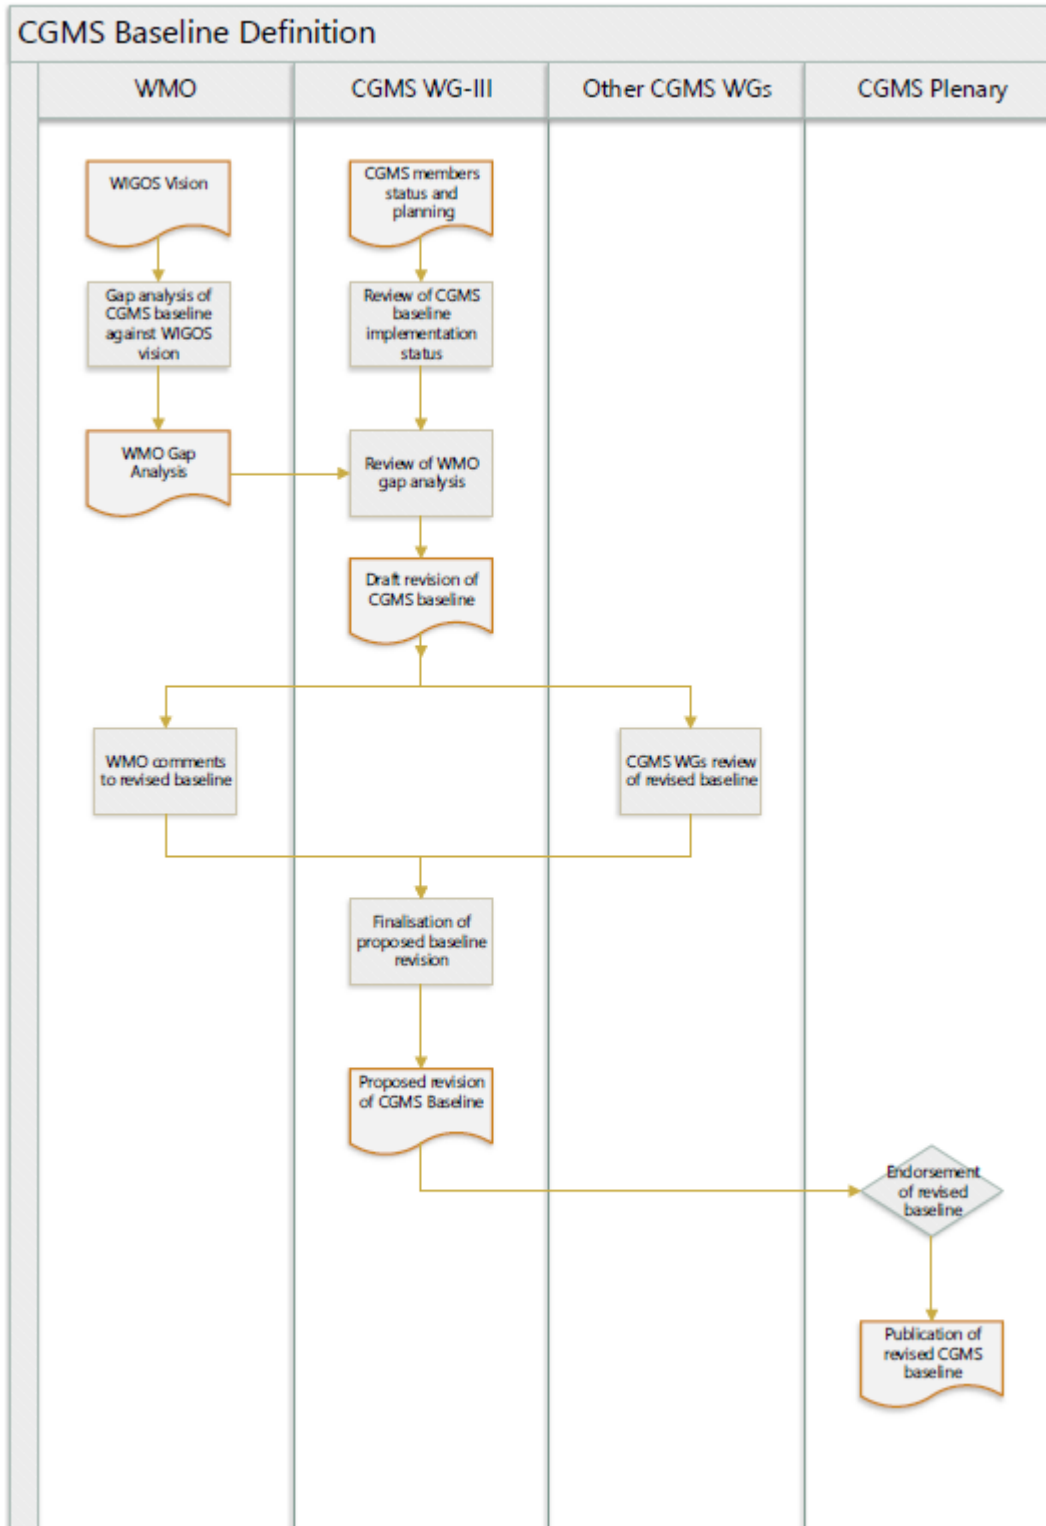 CGMS Baseline Definition
WMO
CGMS WG-III
Other CGMS WGs
CGMS Plenary
WIGOS Vision
CGMS members
status and
planning
Gap analysis of
CGMS baseline
against WIGOS
vision
Review of CGMS
baseline
implementation
status
WMO Gap
Analysis
Review of WMO
gap analysis
Draft revision of
CGMS baseline
WMO comments
to revised baseline
CGMS WGs review
of revised baseline
Finalisation of
proposed baseline
revision
Proposed revision
of CGMS Baseline
Endorsement
of revised
baseline
Publication of
revised CGMS
baseline